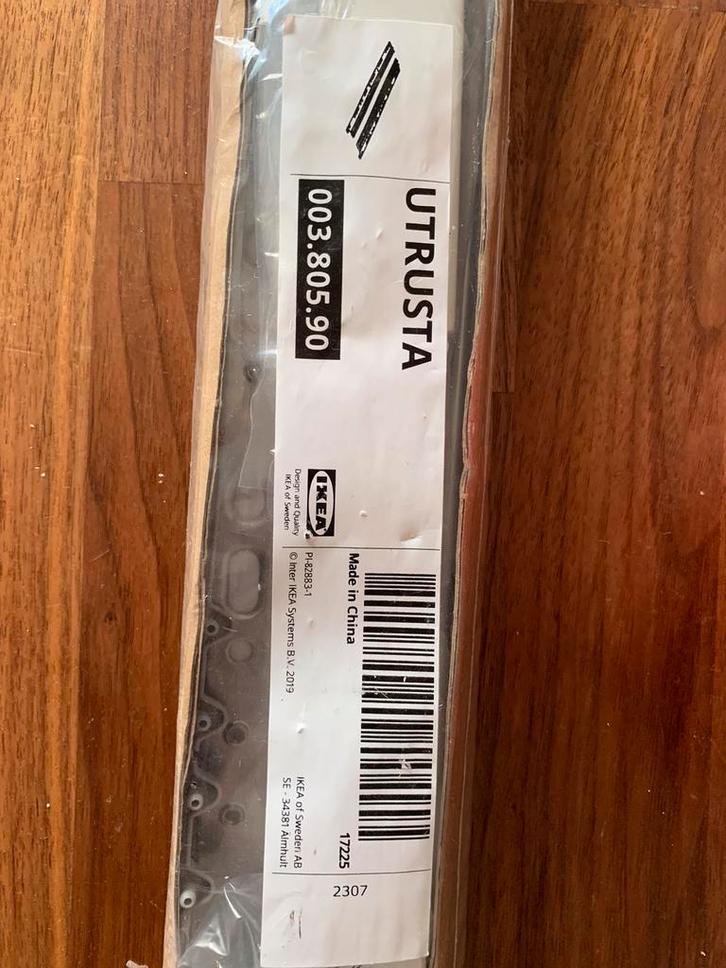 UTRUSTA
003.805.90
IKEA
Design and Quality
IKEA of Sweden
Made in China
PI-82883-1
© Inter IKEA Systems B.V. 2019
17225
IKEA of Sweden AB
SE - 34381 Älmhult
2307